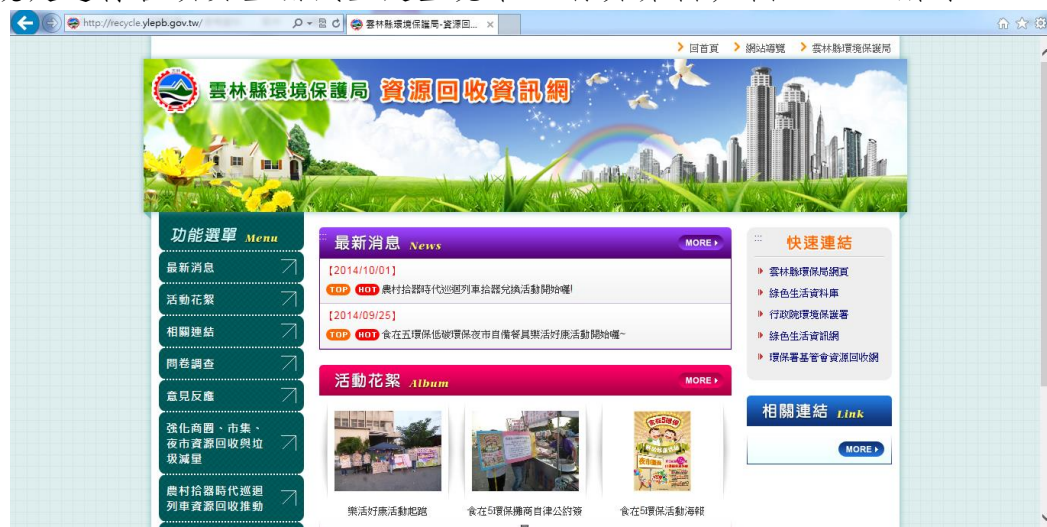 http://recycle.ylepb.gov.tw/
雲林縣環境保護局-資源回...
回首頁
網站導覽
雲林縣環境保護局
雲林縣環境保護局 資源回收資訊網
功能選單 Menu
最新消息
活動花絮
相關連結
問卷調查
意見反應
強化商圈、市集、
夜市資源回收與垃
圾減量
農村拾器時代巡迴
列車資源回收推動
最新消息 News
MORE
【2014/10/01】
TOP HOT 農村拾器時代巡迴列車拾器兌換活動開始囉!
【2014/09/25】
TOP HOT 食在五環保低碳環保夜市自備餐具樂活好康活動開始囉~
活動花絮 Album
MORE
樂活好康活動起跑
食在5環保攤商自律公約簽
食在5環保活動海報
快速連結
雲林縣環保局網頁
綠色生活資料庫
行政院環境保護署
綠色生活資訊網
環保署基管會資源回收網
相關連結 Link
MORE